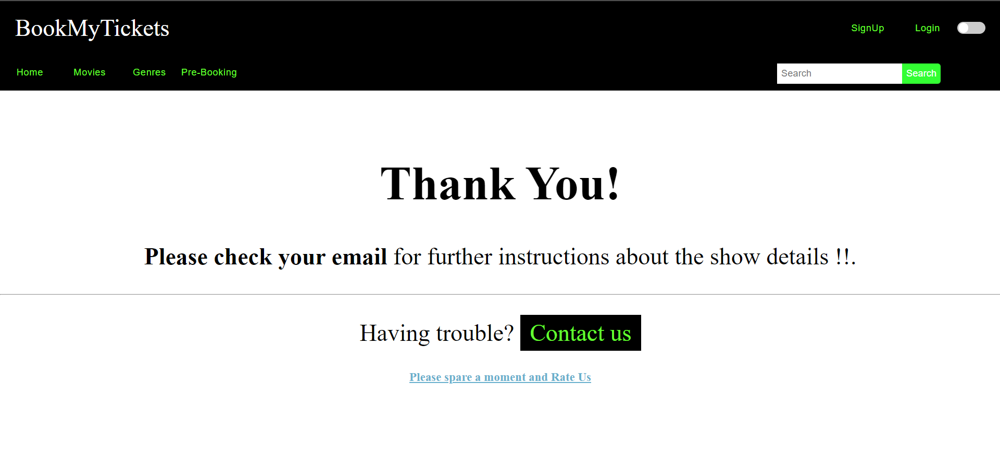 BookMyTickets
SignUp Login
Home Movies Genres Pre-Booking
Search Search
Thank You!
Please check your email for further instructions about the show details !!.
Having trouble? Contact us
Please spare a moment and Rate Us